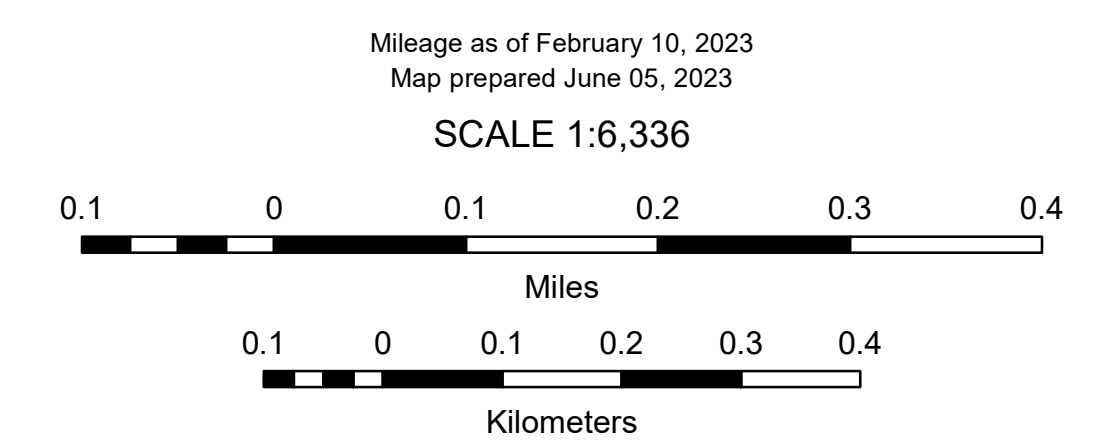 Mileage as of February 10, 2023
Map prepared June 05, 2023
SCALE 1:6,336
0.1 0 0.1 0.2 0.3 0.4
Miles
0.1 0 0.1 0.2 0.3 0.4
Kilometers